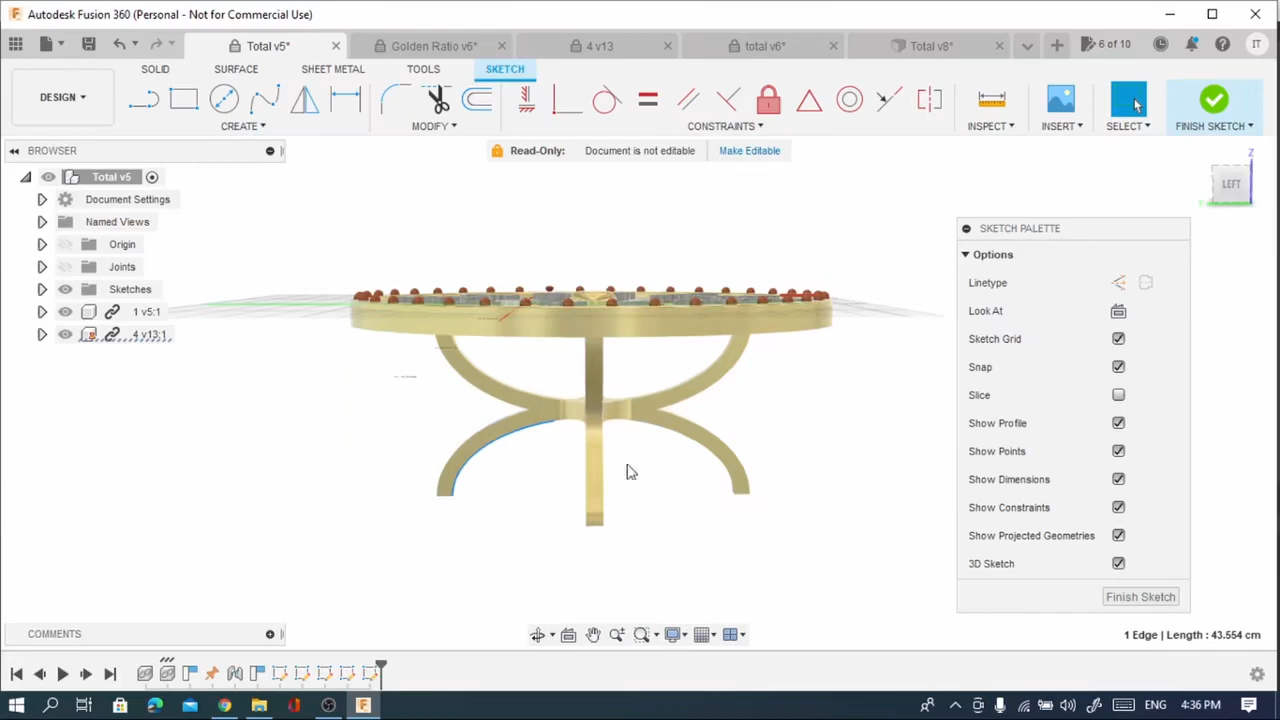 Autodesk Fusion 360 (Personal - Not for Commercial Use)
Total v5*
Golden Ratio v6*
4 v13
total v6*
Total v8*
6 of 10
IT
SOLID
SURFACE
SHEET METAL
TOOLS
SKETCH
DESIGN
CREATE
MODIFY
CONSTRAINTS
INSPECT
INSERT
SELECT
FINISH SKETCH
BROWSER
Read-Only:
Document is not editable
Make Editable
Total v5
Document Settings
Named Views
Origin
Joints
Sketches
1 v5:1
4 v13:1
Z
LEFT
SKETCH PALETTE
Options
Linetype
Look At
Sketch Grid
Snap
Slice
Show Profile
Show Points
Show Dimensions
Show Constraints
Show Projected Geometries
3D Sketch
Finish Sketch
COMMENTS
1 Edge | Length : 43.554 cm
ENG
4:36 PM